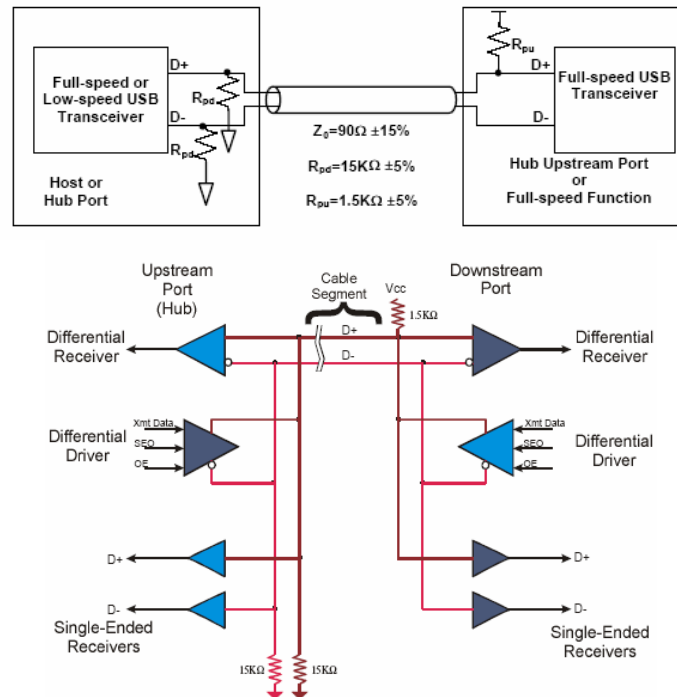 Full-speed or
Low-speed USB
Transceiver
D+
D-
Rpd
Rpd
Host or
Hub Port
Z0=90Ω ±15%
Rpd=15KΩ ±5%
Rpu=1.5KΩ ±5%
Rpu
D+
D-
Full-speed USB
Transceiver
Hub Upstream Port
or
Full-speed Function
Upstream
Port
(Hub)
Cable
Segment
Vcc
1.5KΩ
Downstream
Port
Differential
Receiver
D+
D-
Differential
Receiver
Differential
Driver
Xmt Data
SEO
OE
Xmt Data
SEO
OE
Differential
Driver
D+
D-
Single-Ended
Receivers
15KΩ
15KΩ
D+
D-
Single-Ended
Receivers